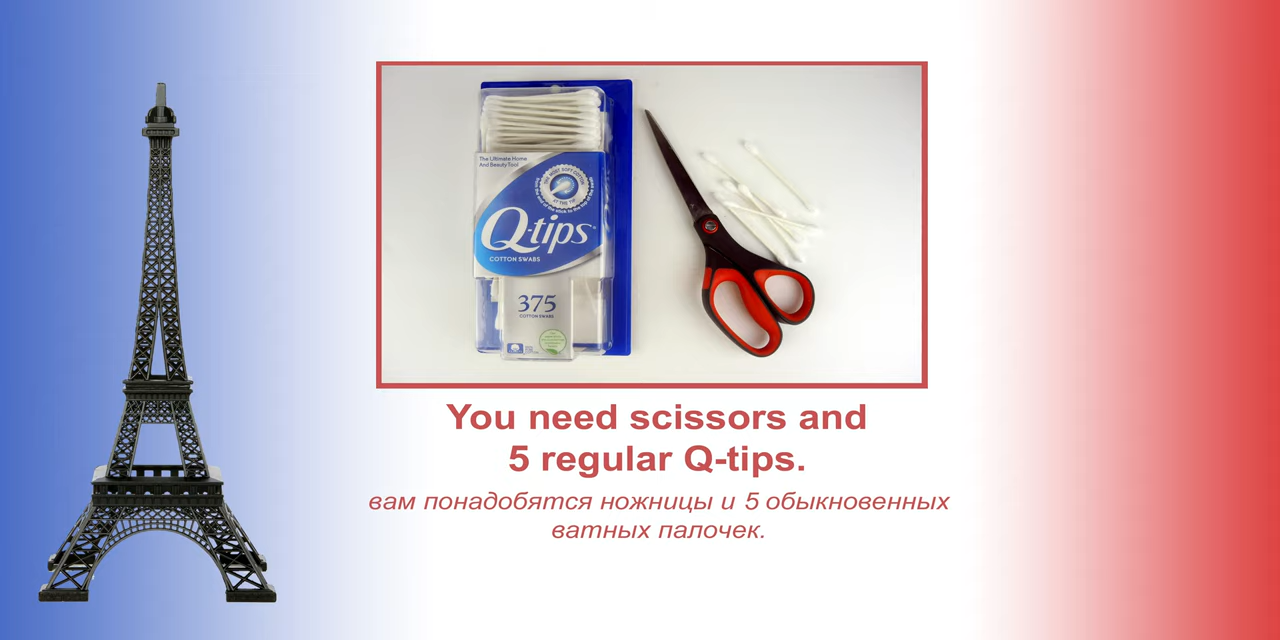 The Ultimate Home
And Beauty Tool
Q-tips
COTTON SWABS
375
COTTON SWABS
You need scissors and
5 regular Q-tips.
вам понадобятся ножницы и 5 обыкновенных
ватных палочек.